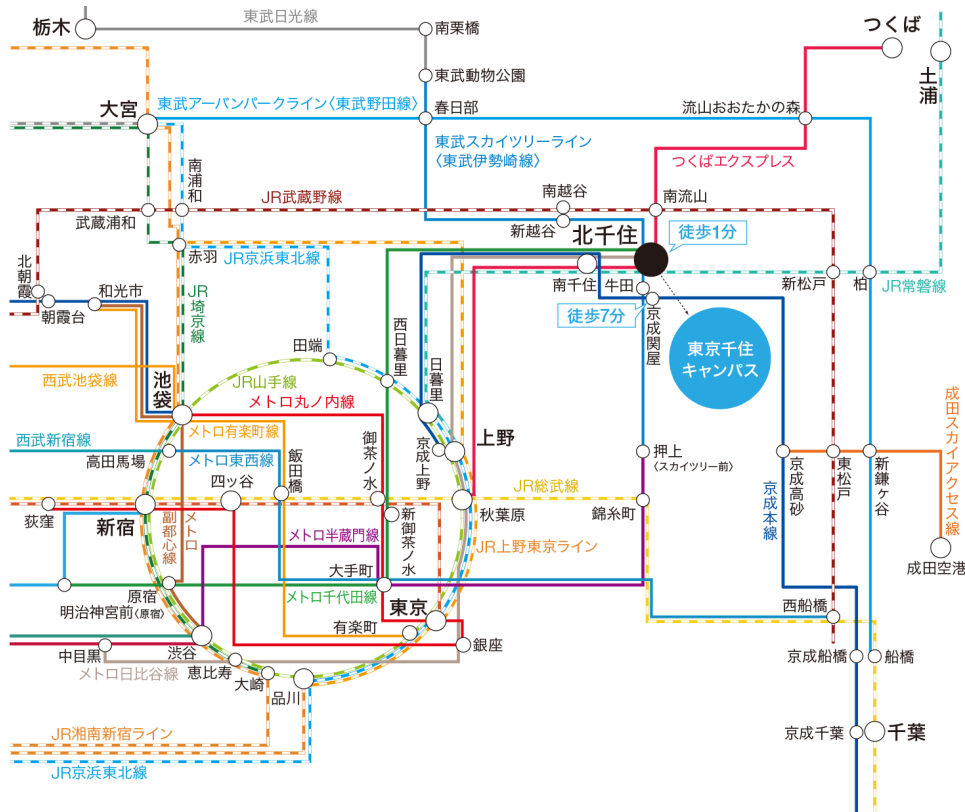 東武日光線
栃木
南栗橋
つくば
土浦
東武動物公園
大宮
東武アーバンパークライン〈東武野田線〉
春日部
流山おおたかの森
東武スカイツリーライン
〈東武伊勢崎線〉
つくばエクスプレス
南浦和
JR武蔵野線
南越谷
南流山
武蔵浦和
新越谷
北千住
徒歩1分
赤羽
JR京浜東北線
北朝霞
和光市
JR埼京線
南千住
牛田
新松戸
柏
JR常磐線
朝霞台
徒歩7分
京成関屋
西日暮里
田端
日暮里
東京千住
キャンパス
西武池袋線
池袋
JR山手線
メトロ丸ノ内線
成田スカイアクセス線
西武新宿線
メトロ有楽町線
高田馬場
メトロ東西線
飯田橋
御茶ノ水
京成上野
上野
押上
〈スカイツリー前〉
京成高砂
東松戸
新鎌ヶ谷
四ッ谷
JR総武線
京成本線
荻窪
新宿
メトロ
副都心線
新御茶ノ水
秋葉原
錦糸町
メトロ半蔵門線
JR上野東京ライン
成田空港
大手町
原宿
明治神宮前〈原宿〉
メトロ千代田線
東京
西船橋
有楽町
中目黒
渋谷
銀座
京成船橋
船橋
メトロ日比谷線
恵比寿
大崎
品川
JR湘南新宿ライン
京成千葉
千葉
JR京浜東北線